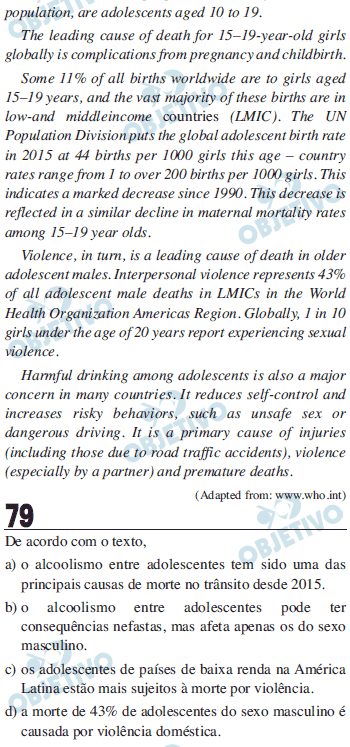 population, are adolescents aged 10 to 19.
The leading cause of death for 15–19-year-old girls
globally is complications from pregnancy and childbirth.
Some 11% of all births worldwide are to girls aged
15–19 years, and the vast majority of these births are in
low-and middleincome countries (LMIC). The UN
Population Division puts the global adolescent birth rate
in 2015 at 44 births per 1000 girls this age – country
rates range from 1 to over 200 births per 1000 girls. This
indicates a marked decrease since 1990. This decrease is
reflected in a similar decline in maternal mortality rates
among 15–19 year olds.
Violence, in turn, is a leading cause of death in older
adolescent males. Interpersonal violence represents 43%
of all adolescent male deaths in LMICs in the World
Health Organization Americas Region. Globally, 1 in 10
girls under the age of 20 years report experiencing sexual
violence.
Harmful drinking among adolescents is also a major
concern in many countries. It reduces self-control and
increases risky behaviors, such as unsafe sex or
dangerous driving. It is a primary cause of injuries
(including those due to road traffic accidents), violence
(especially by a partner) and premature deaths.
(Adapted from: www.who.int)
79
De acordo com o texto,
a) o alcoolismo entre adolescentes tem sido uma das
principais causas de morte no trânsito desde 2015.
b) o alcoolismo entre adolescentes pode ter
consequências nefastas, mas afeta apenas os do sexo
masculino.
c) os adolescentes de países de baixa renda na América
Latina estão mais sujeitos à morte por violência.
d) a morte de 43% de adolescentes do sexo masculino é
causada por violência doméstica.
OBJETIVO
OBJETIVO
OBJETIVO
OBJETIVO
OBJETIVO
OBJETIVO
OBJETIVO
OBJETIVO